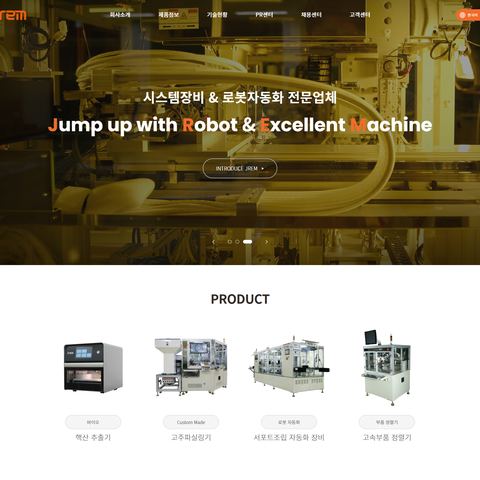 rem
회사소개 제품정보 기술현황 PR센터 채용센터 고객센터
시스템장비 & 로봇자동화 전문업체
Jump up with Robot & Excellent Machine
INTRODUCE JREM
PRODUCT
바이오 Custom Made 로봇 자동화 부품 정렬기
핵산 추출기 고주파실링기 서포트조립 자동화 장비 고속부품 정렬기